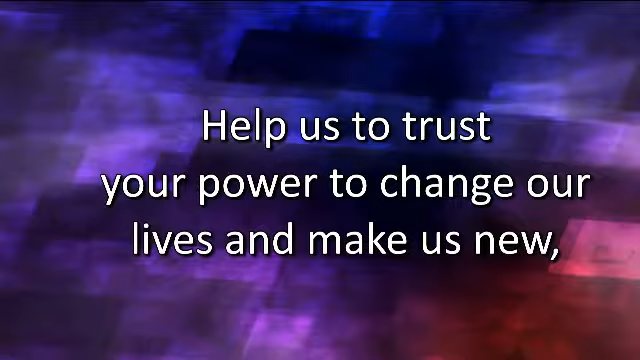 Help us to trust
your power to change our
lives and make us new,